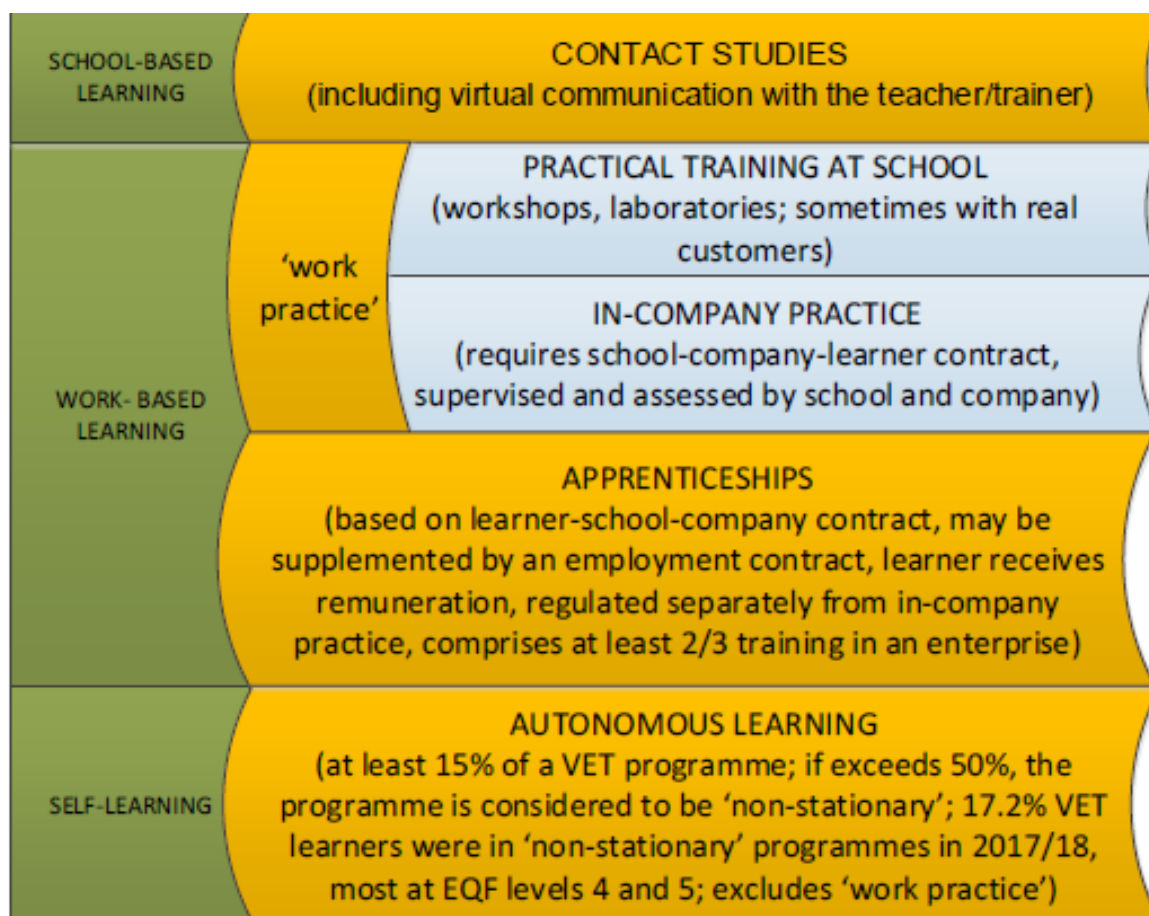 SCHOOL-BASED
LEARNING
CONTACT STUDIES
(including virtual communication with the teacher/trainer)
WORK- BASED
LEARNING
‘work
practice’
PRACTICAL TRAINING AT SCHOOL
(workshops, laboratories; sometimes with real
customers)
IN-COMPANY PRACTICE
(requires school-company-learner contract,
supervised and assessed by school and company)
APPRENTICESHIPS
(based on learner-school-company contract, may be
supplemented by an employment contract, learner receives
remuneration, regulated separately from in-company
practice, comprises at least 2/3 training in an enterprise)
SELF-LEARNING
AUTONOMOUS LEARNING
(at least 15% of a VET programme; if exceeds 50%, the
programme is considered to be ‘non-stationary’; 17.2% VET
learners were in ‘non-stationary’ programmes in 2017/18,
most at EQF levels 4 and 5; excludes ‘work practice’)